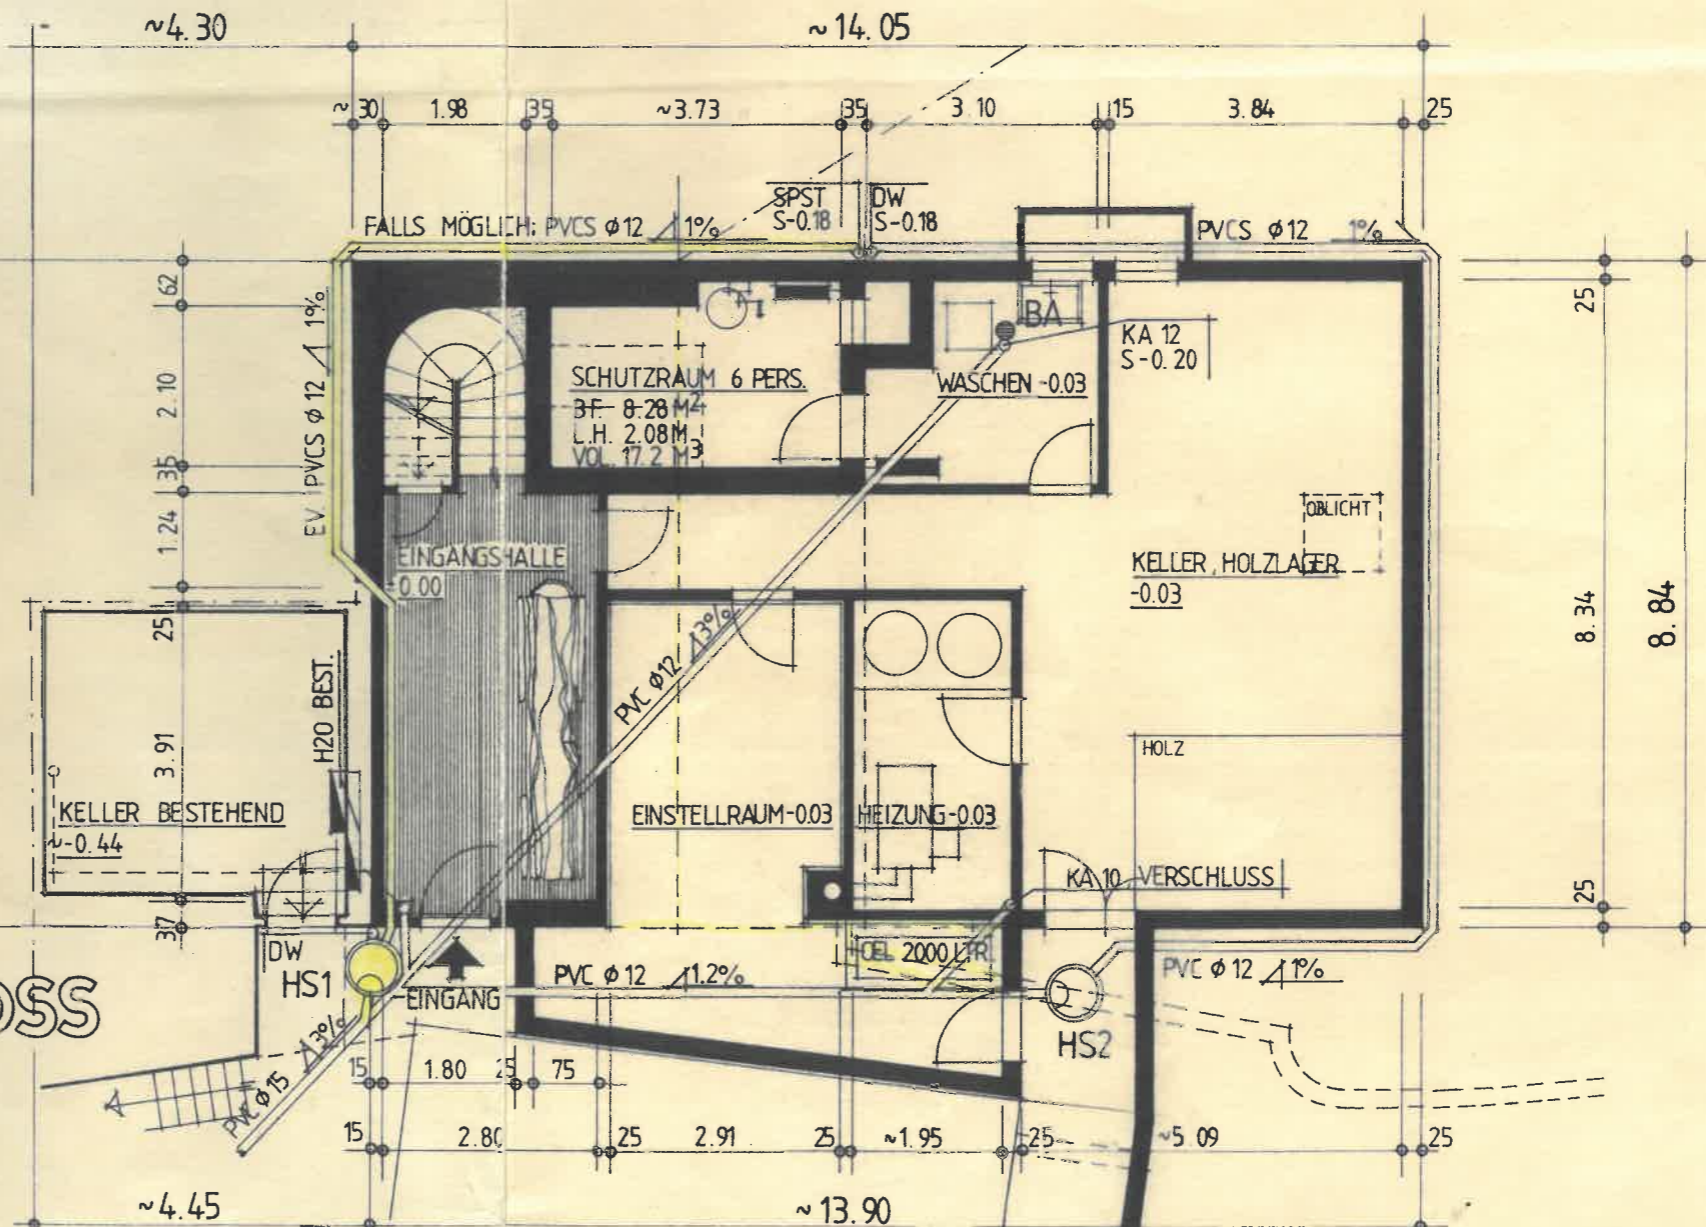 ~4.30
~14.05
~30 1.98 35 ~3.73 35 3.10 15 3.84 25
SPST
S-0.18
DW
S-0.18
FALLS MÖGLICH: PVCS ø12 1%
PVCS ø12 1%
62
2.10
35
1.24
25
3.91
37
EV. PVCS ø12 1%
25
8.34
25
8.84
BA
KA 12
S-0.20
SCHUTZRAUM 6 PERS.
BF. 8.28 M2
L.H. 2.08 M
VOL. 17.2 M3
WASCHEN -0.03
OBLICHT
EINGANGSHALLE
±0.00
KELLER, HOLZLAGER
-0.03
PVC ø12 3%
H2O BEST.
HOLZ
KELLER BESTEHEND
~-0.44
EINSTELLRAUM -0.03
HEIZUNG -0.03
KA 10, VERSCHLUSS
DW
HS1
EINGANG
PVC ø12 1.2%
OEL 2000 LTR.
PVC ø12 1%
HS2
OSS
PVC ø15 3%
15 1.80 25 75
15 2.80 25 2.91 25 ~1.95 25 ~5.09 25
~4.45
~13.90